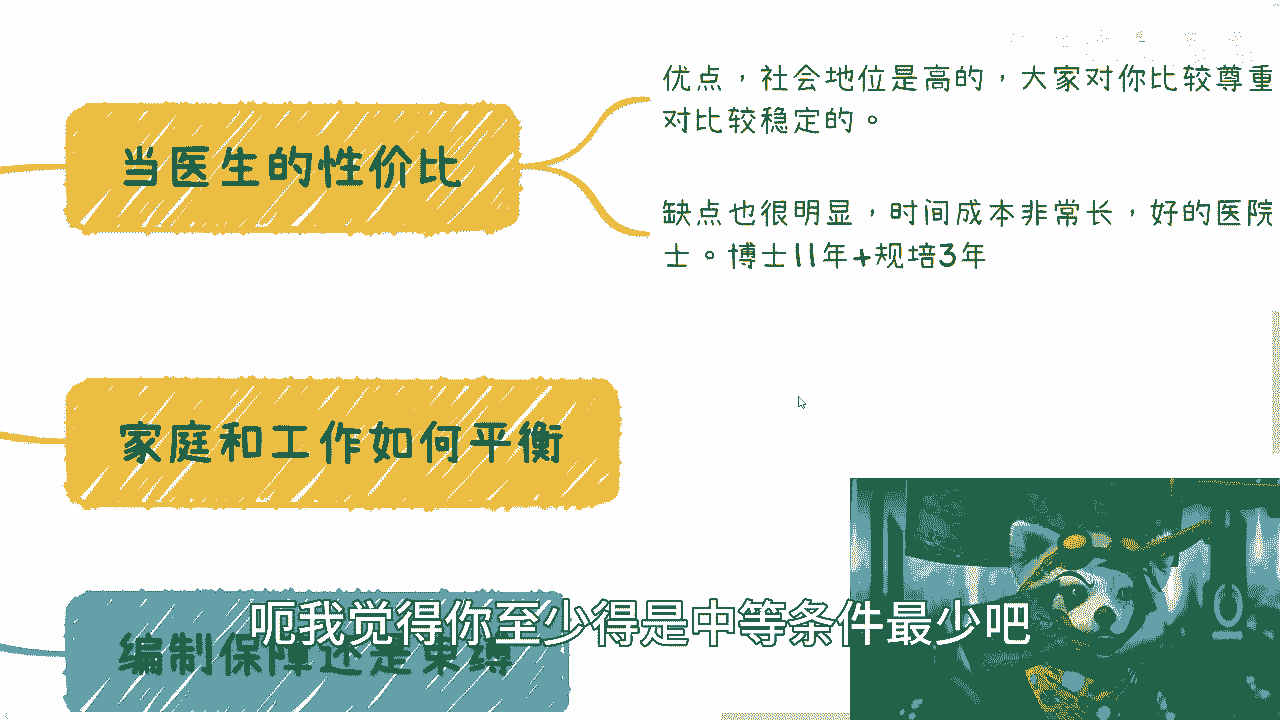 优点，社会地位是高的，大家对你比较尊重
对比较稳定的。
当医生的性价比
缺点也很明显，时间成本非常长，好的医院
士。博士11年+规培3年
家庭和工作如何平衡
编制保障还是束缚
呃我觉得你至少得是中等条件最少吧